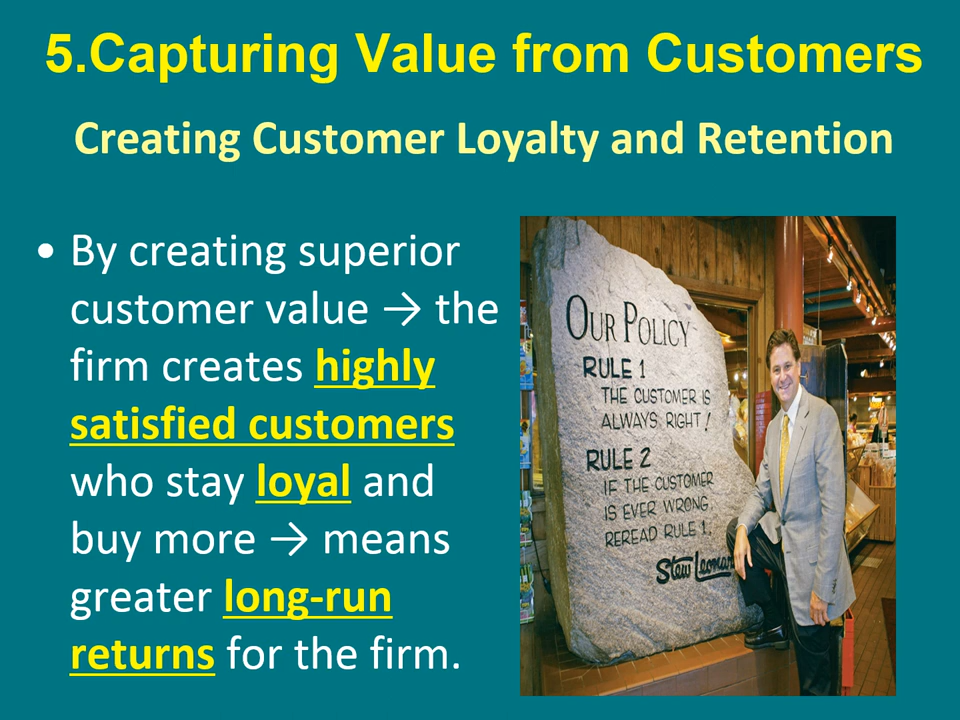 5.Capturing Value from Customers
Creating Customer Loyalty and Retention
• By creating superior
customer value → the
firm creates highly
satisfied customers
who stay loyal and
buy more → means
greater long-run
returns for the firm.
OUR POLICY
RULE 1
THE CUSTOMER IS
ALWAYS RIGHT!
RULE 2
IF THE CUSTOMER
IS EVER WRONG,
REREAD RULE 1.
Stew Leonard